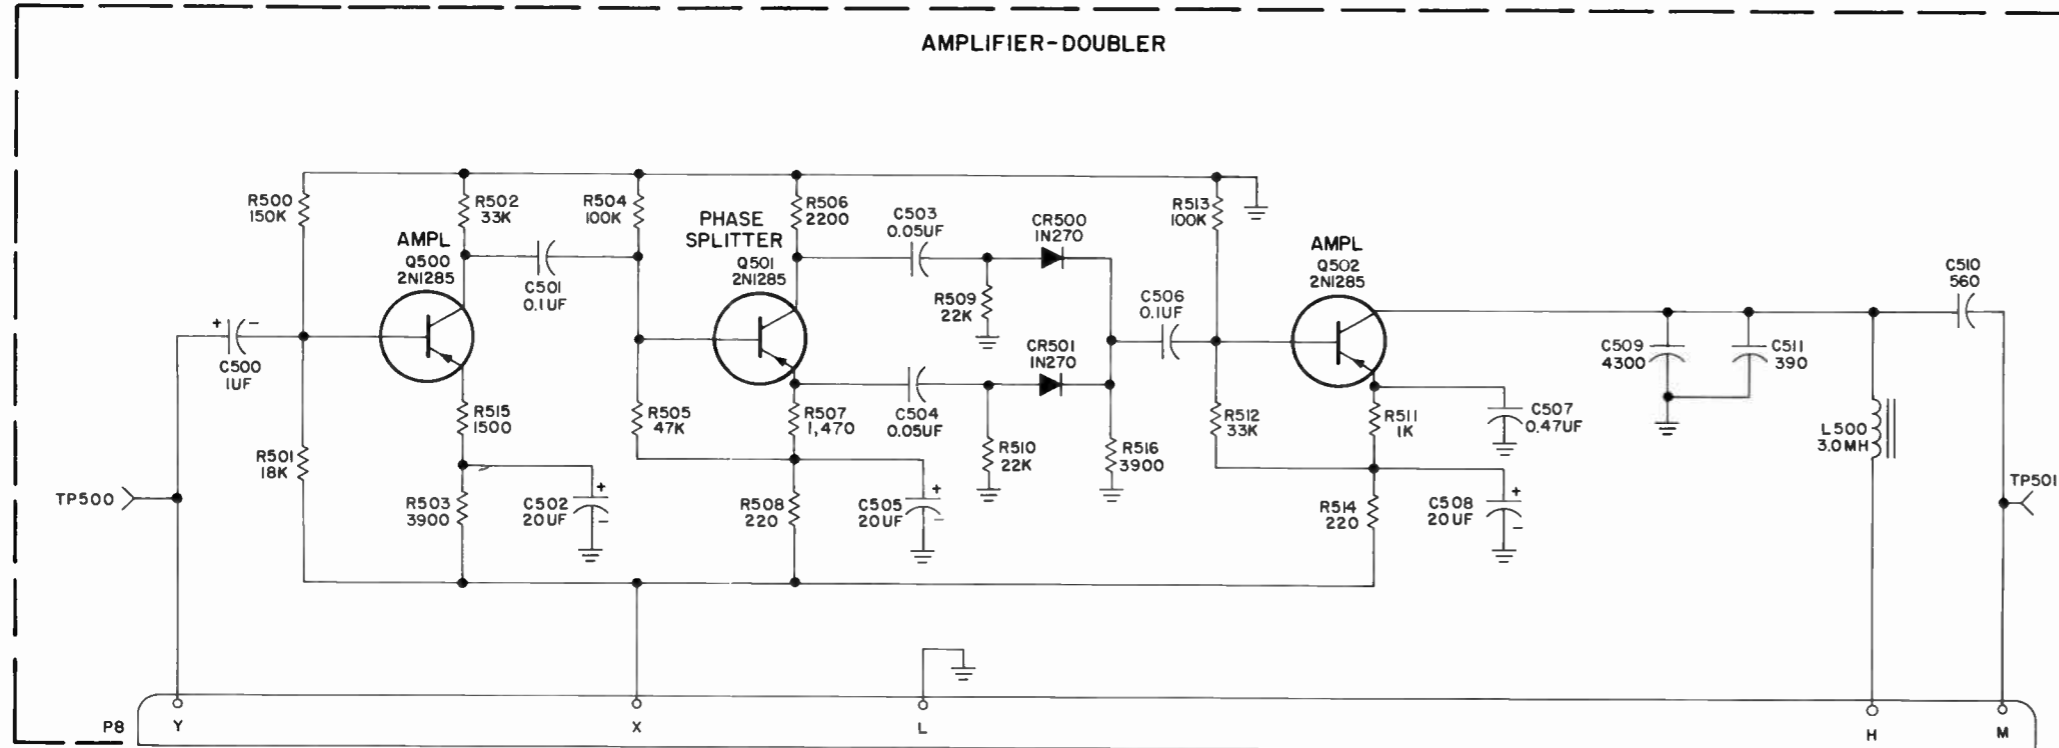 AMPLIFIER-DOUBLER
R500
150K
R502
33K
R504
100K
R506
2200
R513
100K
AMPL
Q500
2N1285
PHASE
SPLITTER
Q501
2N1285
C503
0.05UF
CR500
1N270
AMPL
Q502
2N1285
C510
560
C501
0.1UF
R509
22K
C506
0.1UF
+
-
C500
1UF
CR501
1N270
C509
4300
C511
390
R515
1500
R505
47K
R507
1,470
C504
0.05UF
R512
33K
R511
1K
C507
0.47UF
L500
3.0MH
R501
18K
R510
22K
R516
3900
TP500
R503
3900
C502
20UF
+
-
R508
220
C505
20UF
+
-
R514
220
C508
20UF
+
-
TP501
P8
Y
X
L
H
M